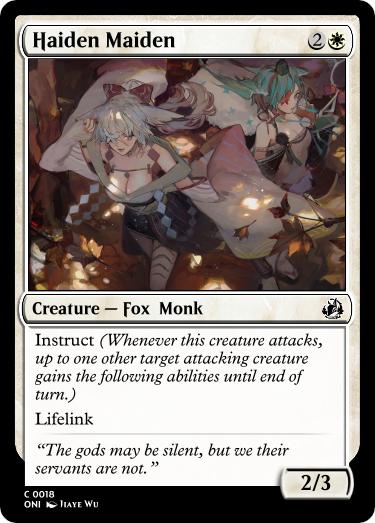 Haiden Maiden 2
Creature — Fox Monk
Instruct (Whenever this creature attacks,
up to one other target attacking creature
gains the following abilities until end of
turn.)
Lifelink
“The gods may be silent, but we their
servants are not.”
2/3
C 0018
ONI Jiaye Wu